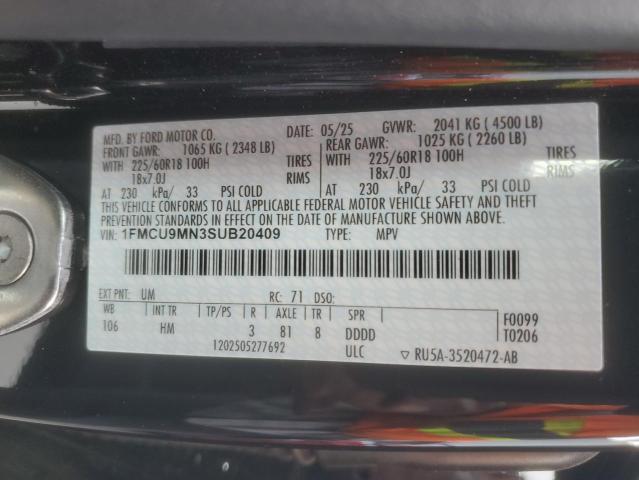 MFD. BY FORD MOTOR CO. DATE: 05/25 GVWR: 2041 KG ( 4500 LB)
FRONT GAWR: 1065 KG ( 2348 LB) REAR GAWR: 1025 KG ( 2260 LB)
WITH 225/60R18 100H TIRES WITH 225/60R18 100H TIRES
18x7.0J RIMS 18x7.0J RIMS
AT 230 kPa/ 33 PSI COLD AT 230 kPa/ 33 PSI COLD
THIS VEHICLE CONFORMS TO ALL APPLICABLE FEDERAL MOTOR VEHICLE SAFETY AND THEFT
PREVENTION STANDARDS IN EFFECT ON THE DATE OF MANUFACTURE SHOWN ABOVE.
VIN: 1FMCU9MN3SUB20409 TYPE: MPV
EXT PNT: UM RC: 71 DSO:
WB INT TR TP/PS R AXLE TR SPR F0099
106 HM 3 81 8 DDDD T0206
1202505277692 ULC ▽ RU5A-3520472-AB